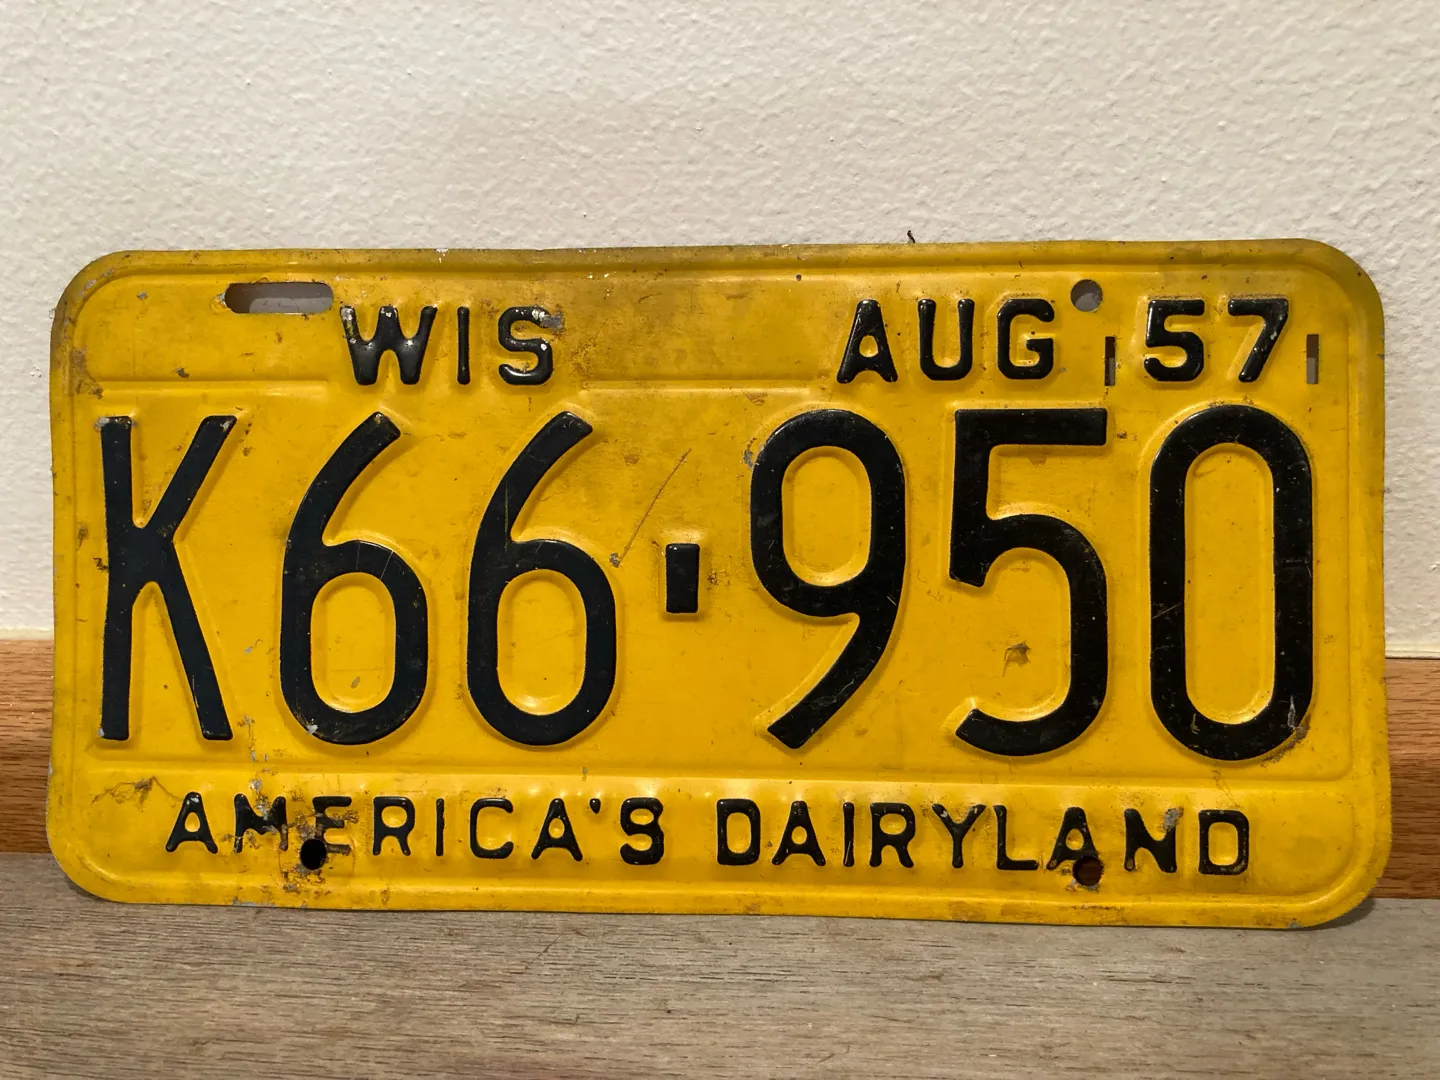 WIS AUG 57
K66-950
AMERICA'S DAIRYLAND